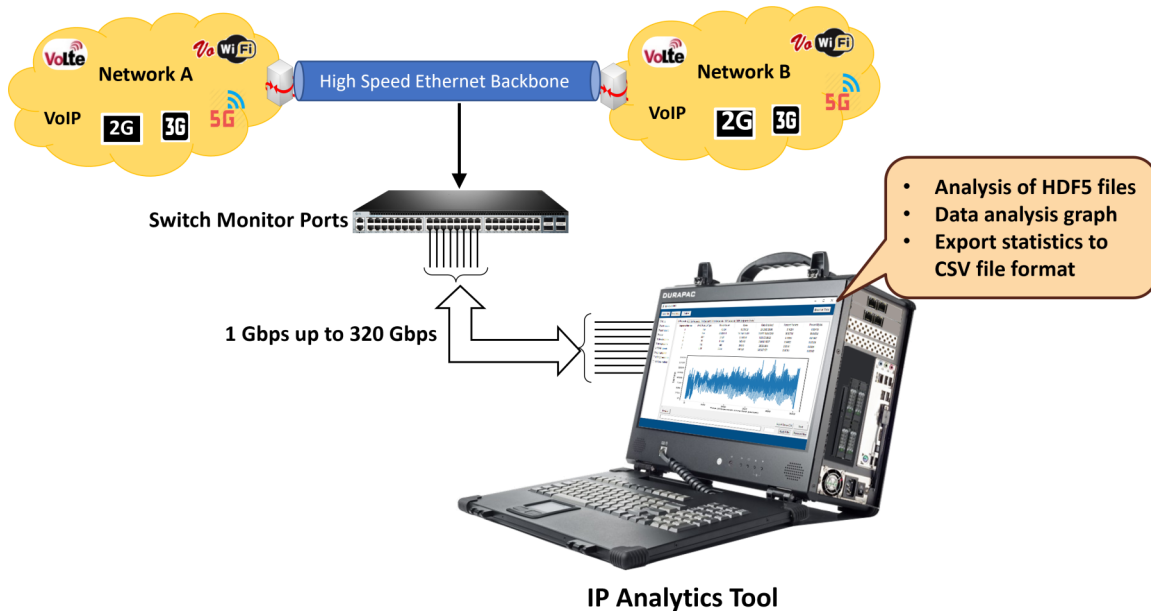 VoLte
Vo WiFi
Network A
VoIP
2G
3G
5G
High Speed Ethernet Backbone
VoLte
Vo WiFi
Network B
VoIP
2G
3G
5G
Switch Monitor Ports
• Analysis of HDF5 files
• Data analysis graph
• Export statistics to
CSV file format
1 Gbps up to 320 Gbps
DURAPAC
IP Analytics Tool